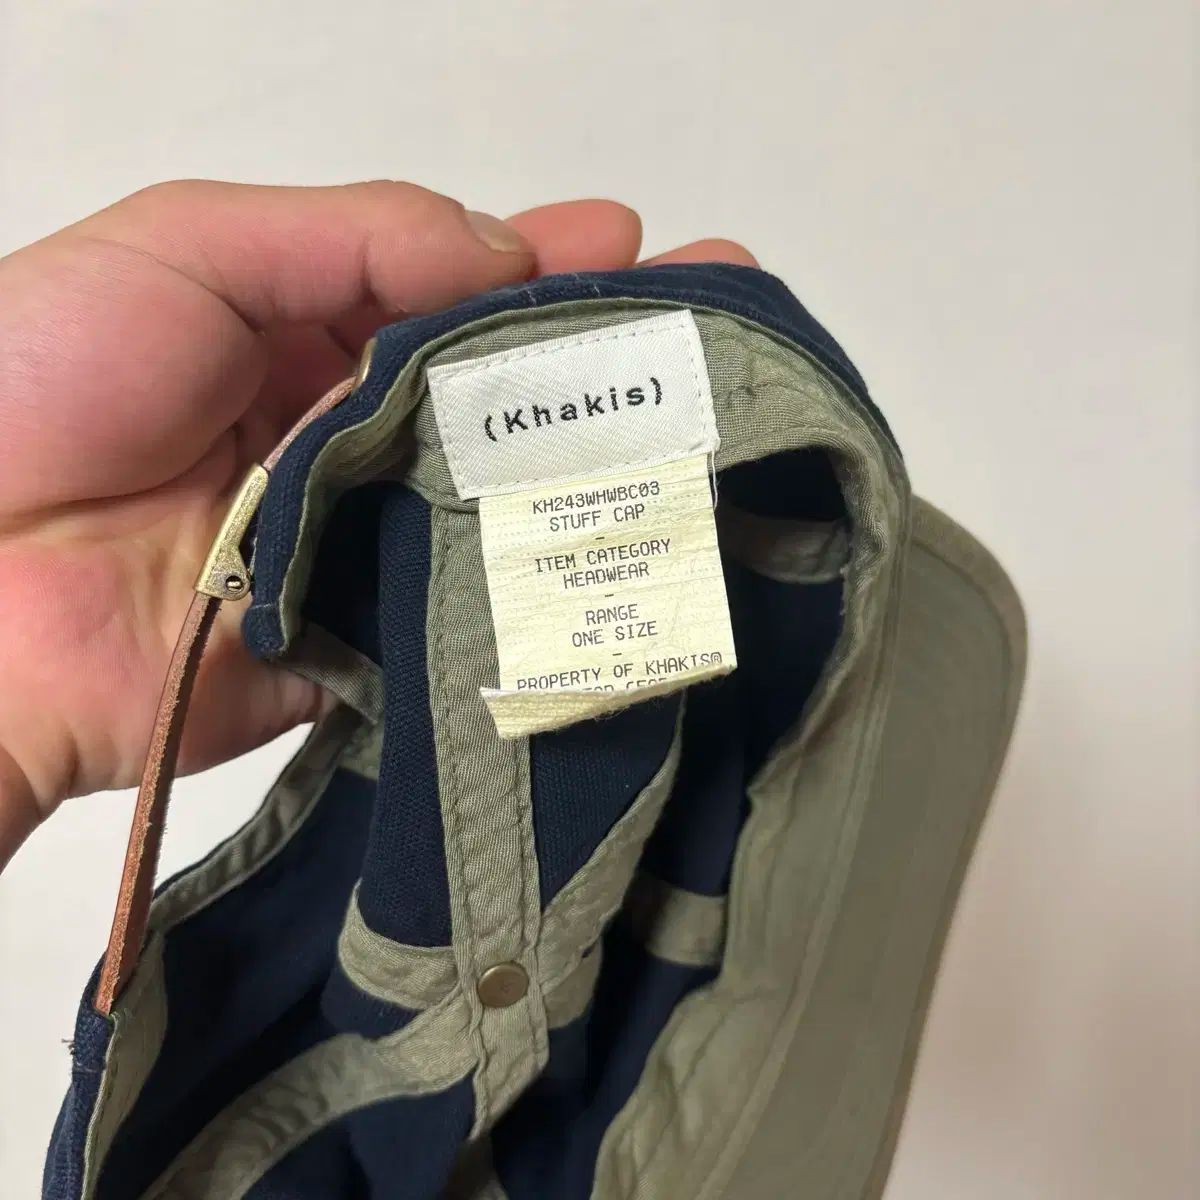 (Khakis)
KH243WHWBC03
STUFF CAP
-
ITEM CATEGORY
HEADWEAR
-
RANGE
ONE SIZE
-
PROPERTY OF KHAKIS®